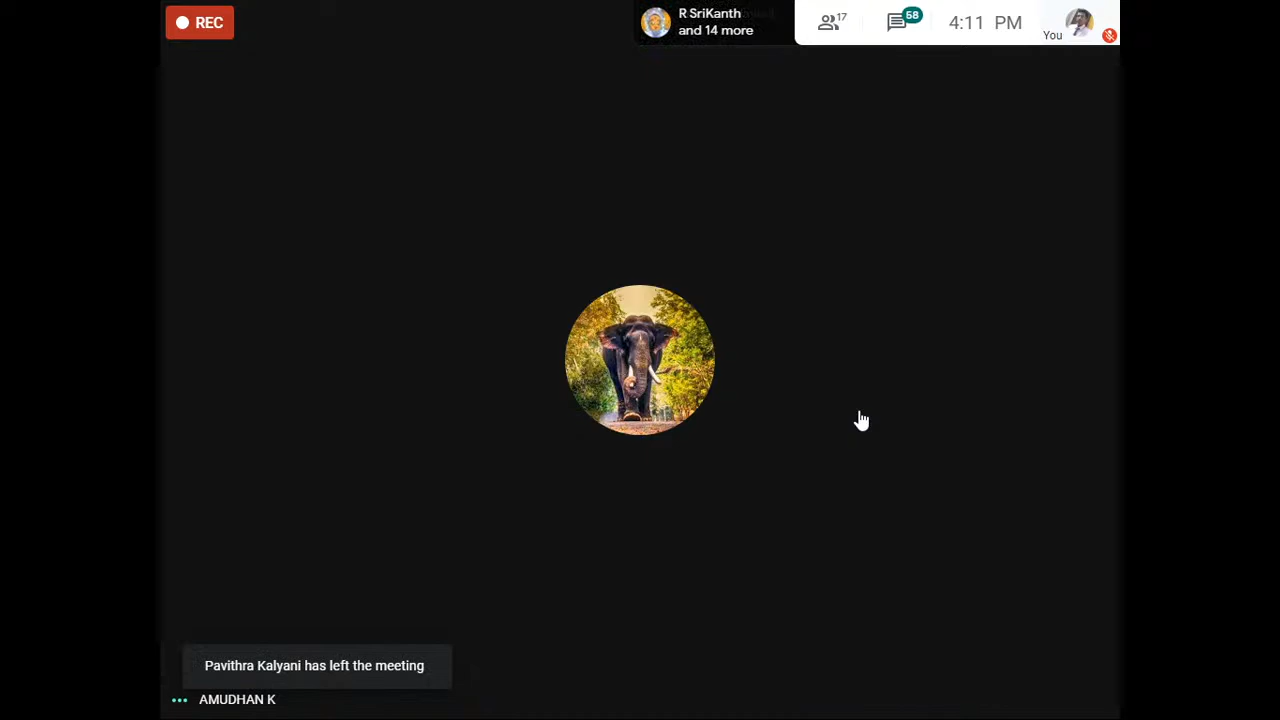 REC
R SriKanth
and 14 more
17
58
4:11 PM
You
Pavithra Kalyani has left the meeting
AMUDHAN K